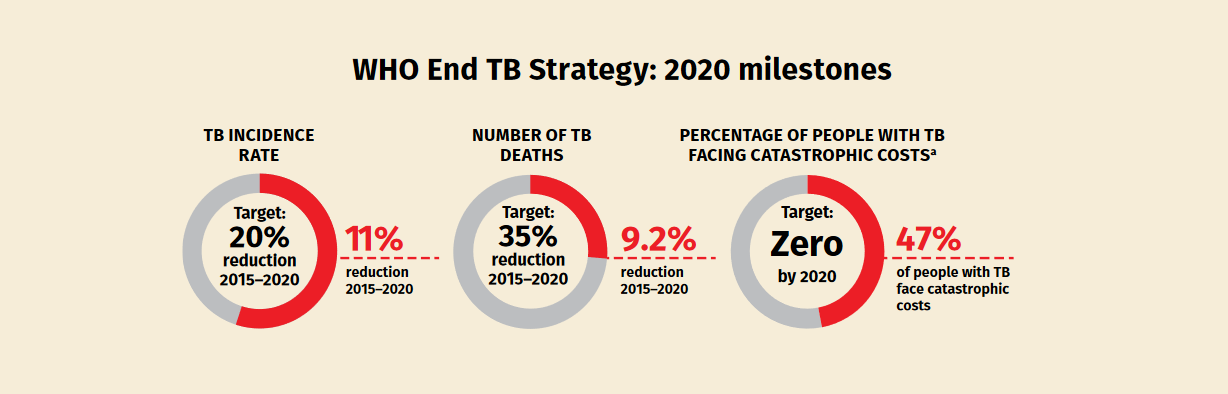 WHO End TB Strategy: 2020 milestones
TB INCIDENCE
RATE
Target:
20%
reduction
2015–2020
11%
reduction
2015–2020
NUMBER OF TB
DEATHS
Target:
35%
reduction
2015–2020
9.2%
reduction
2015–2020
PERCENTAGE OF PEOPLE WITH TB
FACING CATASTROPHIC COSTSª
Target:
Zero
by 2020
47%
of people with TB
face catastrophic
costs